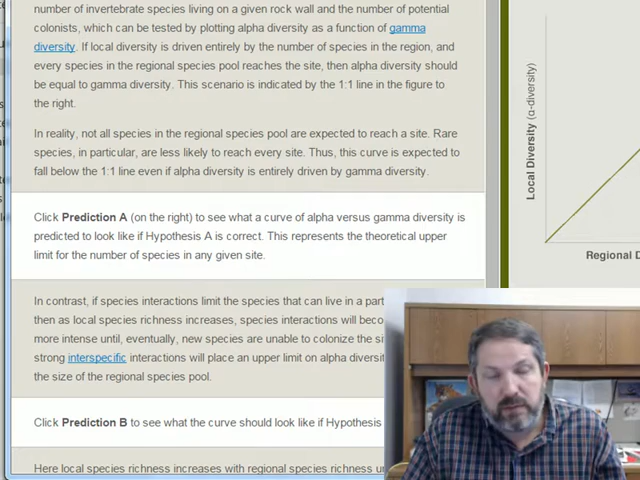 number of invertebrate species living on a given rock wall and the number of potential
colonists, which can be tested by plotting alpha diversity as a function of gamma
diversity. If local diversity is driven entirely by the number of species in the region, and
every species in the regional species pool reaches the site, then alpha diversity should
be equal to gamma diversity. This scenario is indicated by the 1:1 line in the figure to
the right.
In reality, not all species in the regional species pool are expected to reach a site. Rare
species, in particular, are less likely to reach every site. Thus, this curve is expected to
fall below the 1:1 line even if alpha diversity is entirely driven by gamma diversity.
Click Prediction A (on the right) to see what a curve of alpha versus gamma diversity is
predicted to look like if Hypothesis A is correct. This represents the theoretical upper
limit for the number of species in any given site.
In contrast, if species interactions limit the species that can live in a
then as local species richness increases, species interactions will
more intense until, eventually, new species are unable to colonize the
strong interspecific interactions will place an upper limit on alpha
the size of the regional species pool.
Click Prediction B to see what the curve should look like if Hypothesis
Here local species richness increases with regional species richness
Local Diversity (α-diversity)
Regional